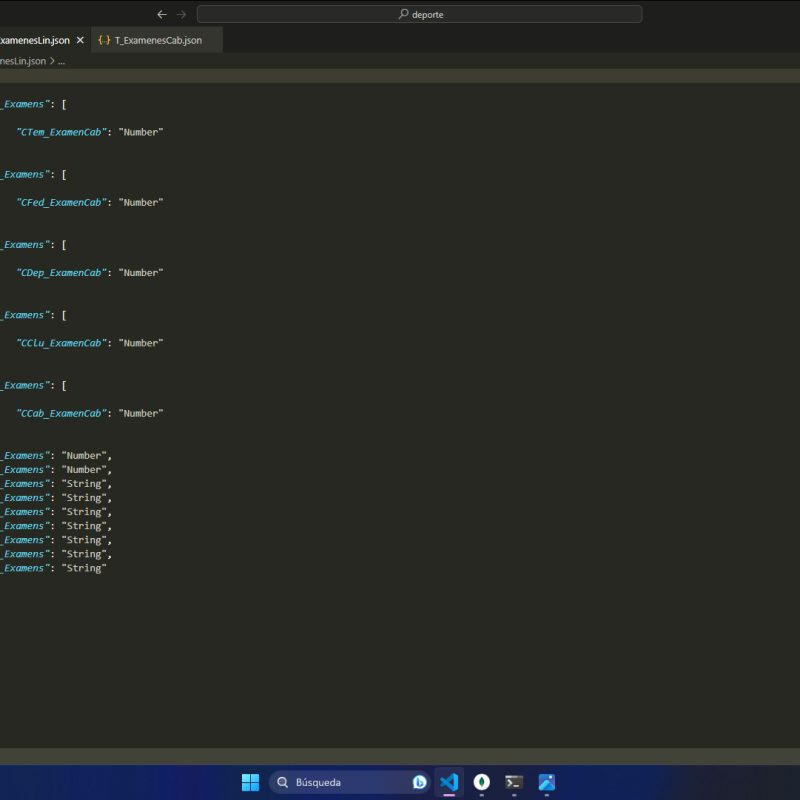 deporte
xamenesLin.json
T_ExamenesCab.json
nesLin.json > ...
_Examens": [
"CTem_ExamenCab": "Number"
_Examens": [
"CFed_ExamenCab": "Number"
_Examens": [
"CDep_ExamenCab": "Number"
_Examens": [
"CClu_ExamenCab": "Number"
_Examens": [
"CCab_ExamenCab": "Number"
_Examens": "Number",
_Examens": "Number",
_Examens": "String",
_Examens": "String",
_Examens": "String",
_Examens": "String",
_Examens": "String",
_Examens": "String",
_Examens": "String"
Búsqueda